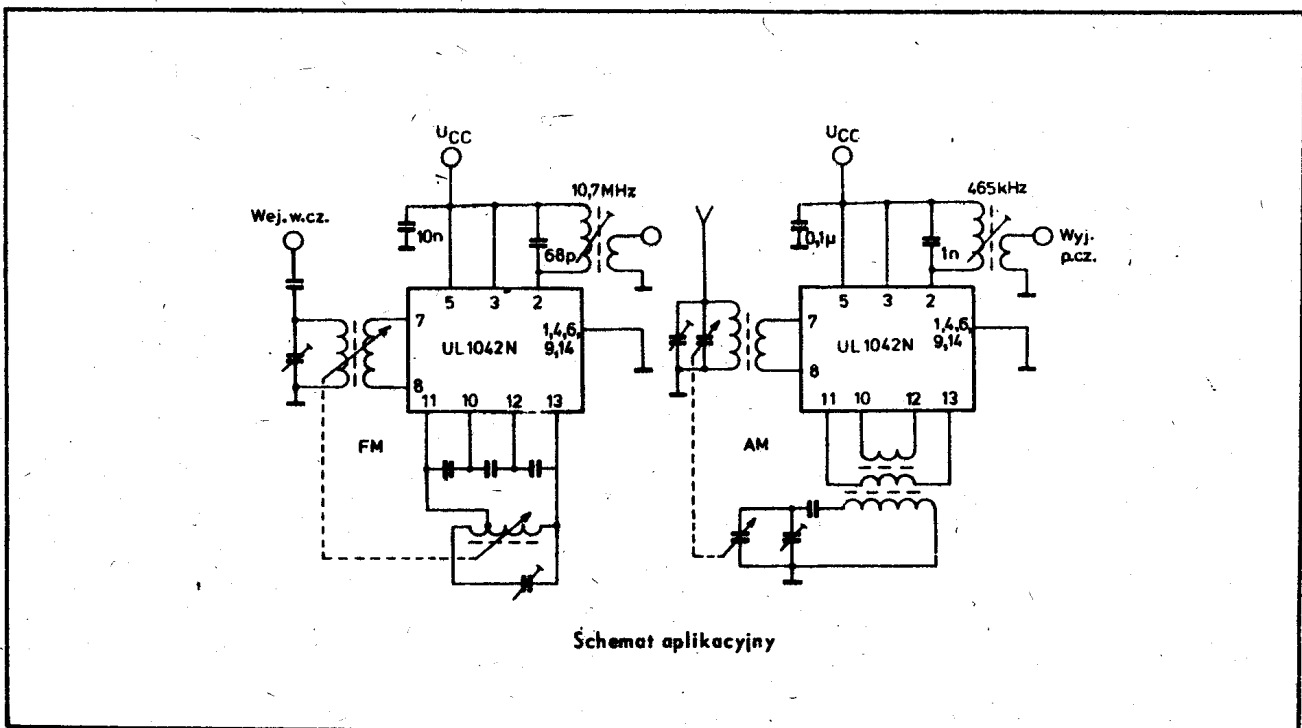 UCC
Wej. w.cz.
10n
68p
10,7MHz
5 3 2
7
8
UL1042N
1,4,6,
9,14
11 10 12 13
FM
UCC
0,1µ
1n
465kHz
Wyj.
p.cz.
5 3 2
7
8
UL1042N
1,4,6,
9,14
11 10 12 13
AM
Schemat aplikacyjny